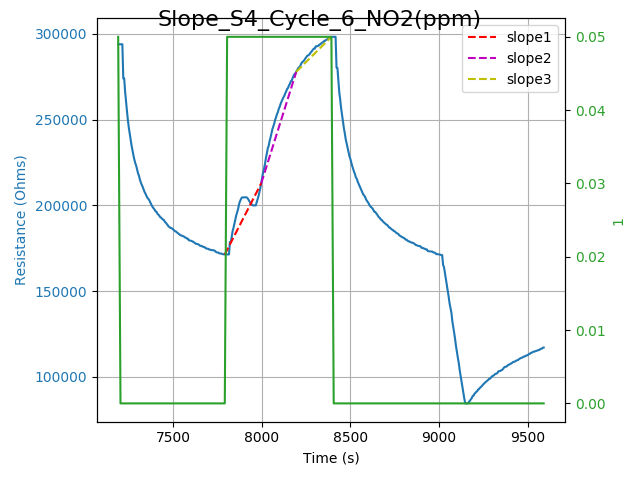 Slope_S4_Cycle_6_NO2(ppm)
slope1
slope2
slope3
300000
250000
200000
150000
100000
Resistance (Ohms)
0.05
0.04
0.03
0.02
0.01
0.00
1
7500 8000 8500 9000 9500
Time (s)